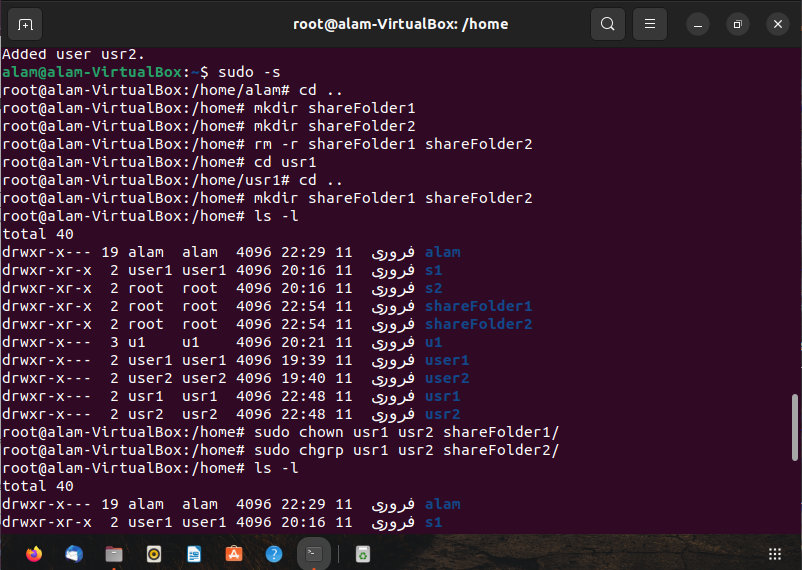 root@alam-VirtualBox: /home
Added user usr2.
alam@alam-VirtualBox:~$ sudo -s
root@alam-VirtualBox:/home/alam# cd ..
root@alam-VirtualBox:/home# mkdir shareFolder1
root@alam-VirtualBox:/home# mkdir shareFolder2
root@alam-VirtualBox:/home# rm -r shareFolder1 shareFolder2
root@alam-VirtualBox:/home# cd usr1
root@alam-VirtualBox:/home/usr1# cd ..
root@alam-VirtualBox:/home# mkdir shareFolder1 shareFolder2
root@alam-VirtualBox:/home# ls -l
total 40
drwxr-x--- 19 alam alam 4096 22:29 11 فروری alam
drwxr-xr-x 2 user1 user1 4096 20:16 11 فروری s1
drwxr-xr-x 2 root root 4096 20:16 11 فروری s2
drwxr-xr-x 2 root root 4096 22:54 11 فروری shareFolder1
drwxr-xr-x 2 root root 4096 22:54 11 فروری shareFolder2
drwxr-x--- 3 u1 u1 4096 20:21 11 فروری u1
drwxr-x--- 2 user1 user1 4096 19:39 11 فروری user1
drwxr-x--- 2 user2 user2 4096 19:40 11 فروری user2
drwxr-x--- 2 usr1 usr1 4096 22:48 11 فروری usr1
drwxr-x--- 2 usr2 usr2 4096 22:48 11 فروری usr2
root@alam-VirtualBox:/home# sudo chown usr1 usr2 shareFolder1/
root@alam-VirtualBox:/home# sudo chgrp usr1 usr2 shareFolder2/
root@alam-VirtualBox:/home# ls -l
total 40
drwxr-x--- 19 alam alam 4096 22:29 11 فروری alam
drwxr-xr-x 2 user1 user1 4096 20:16 11 فروری s1